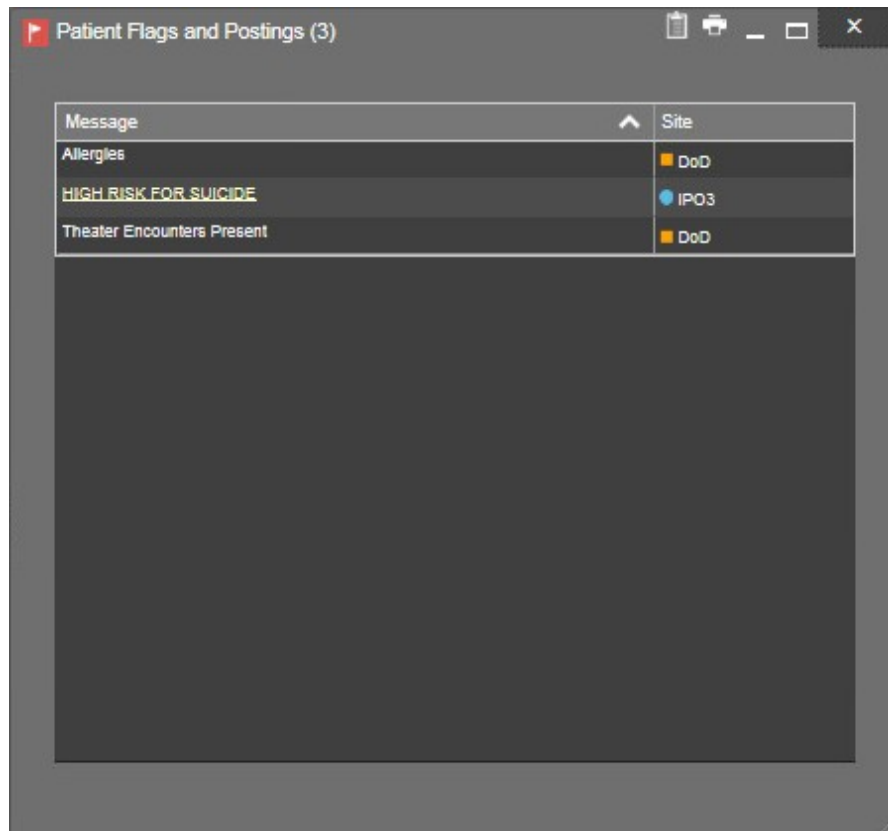 Patient Flags and Postings (3)
Message Site
Allergies DoD
HIGH RISK FOR SUICIDE IPO3
Theater Encounters Present DoD